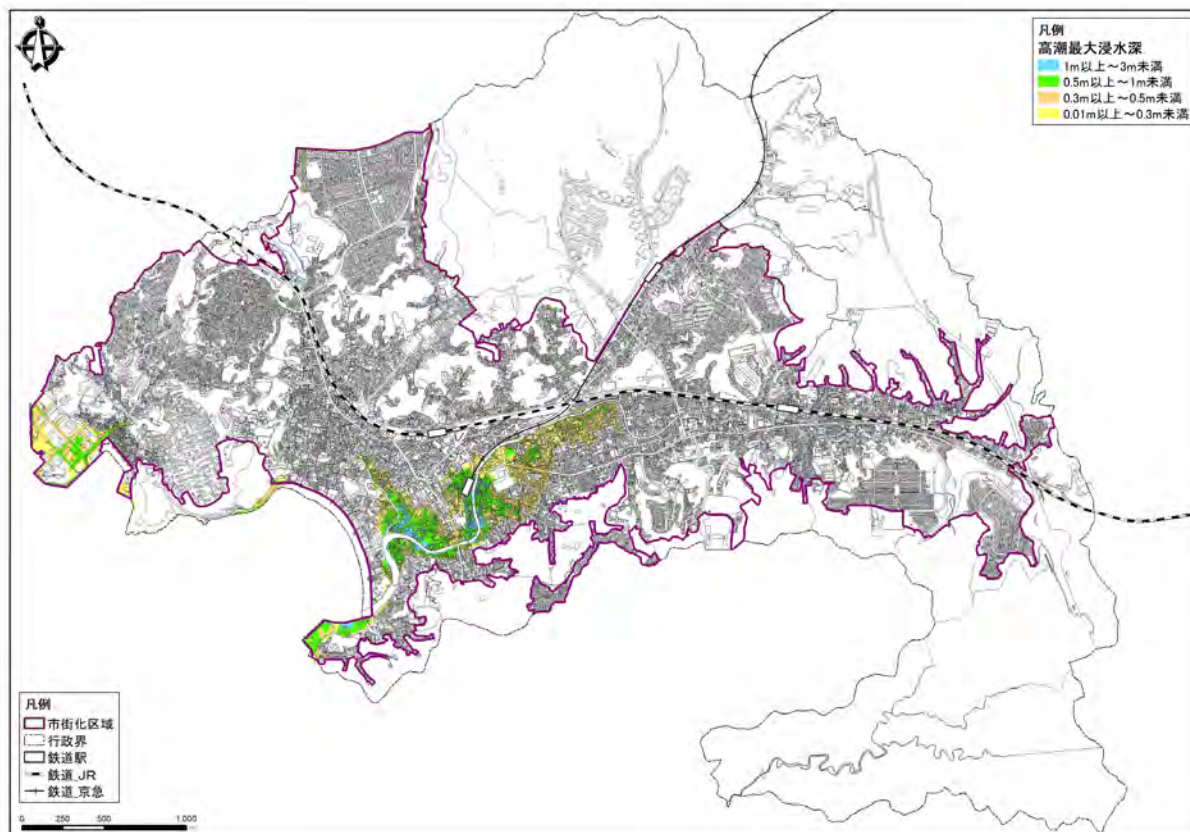 凡例
高潮最大浸水深
1m以上~3m未満
0.5m以上~1m未満
0.3m以上~0.5m未満
0.01m以上~0.3m未満
凡例
市街化区域
行政界
鉄道駅
鉄道_JR
鉄道_京急
0 250 500 1,000